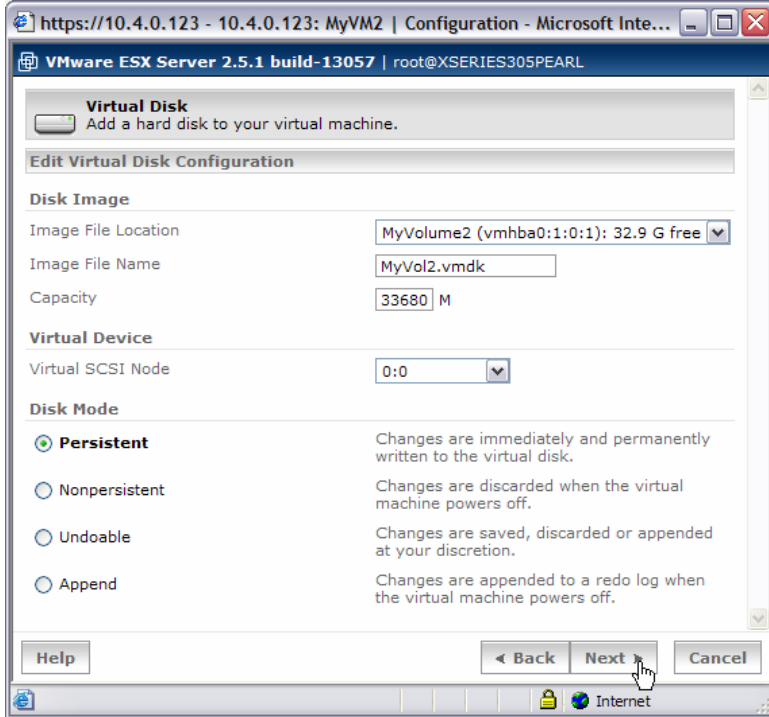 https://10.4.0.123 - 10.4.0.123: MyVM2 | Configuration - Microsoft Inte...
VMware ESX Server 2.5.1 build-13057 | root@XSERIES305PEARL
Virtual Disk
Add a hard disk to your virtual machine.
Edit Virtual Disk Configuration
Disk Image
Image File Location MyVolume2 (vmhba0:1:0:1): 32.9 G free
Image File Name MyVol2.vmdk
Capacity 33680 M
Virtual Device
Virtual SCSI Node 0:0
Disk Mode
Persistent Changes are immediately and permanently
written to the virtual disk.
Nonpersistent Changes are discarded when the virtual
machine powers off.
Undoable Changes are saved, discarded or appended
at your discretion.
Append Changes are appended to a redo log when
the virtual machine powers off.
Help Back Next Cancel
Internet